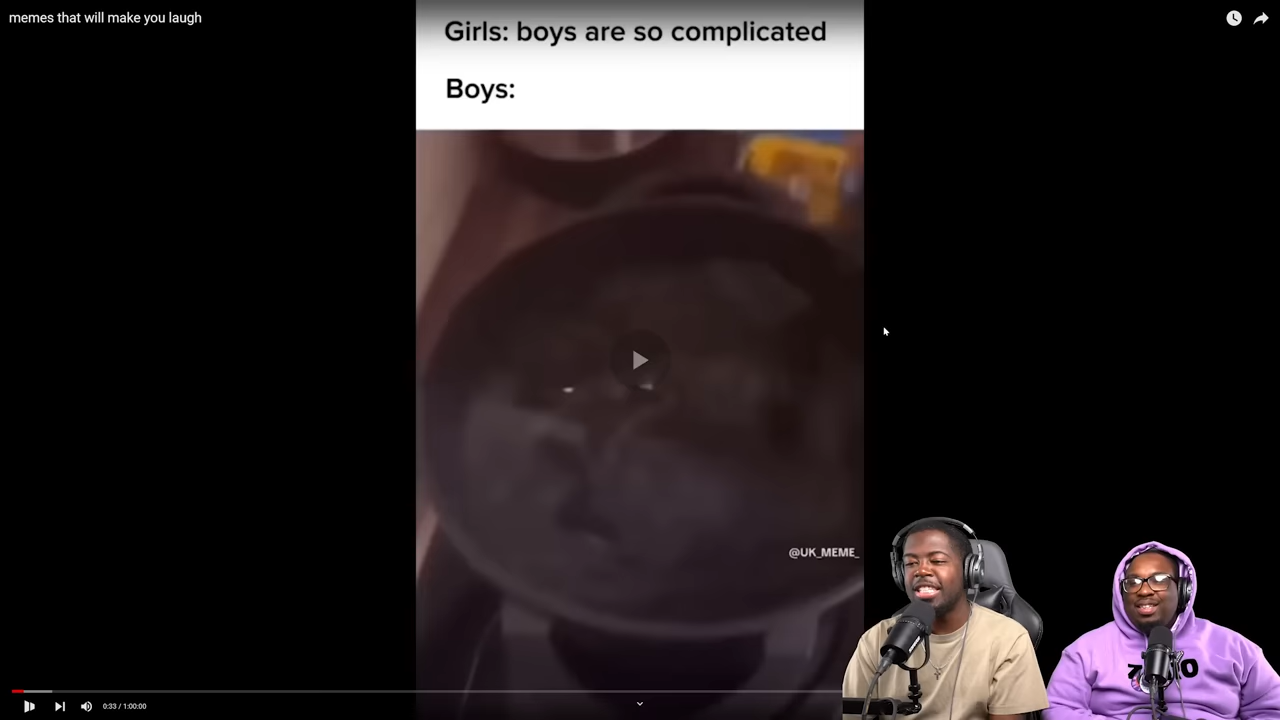 memes that will make you laugh
Girls: boys are so complicated
Boys:
@UK_MEME_
0:33 / 1:00:00